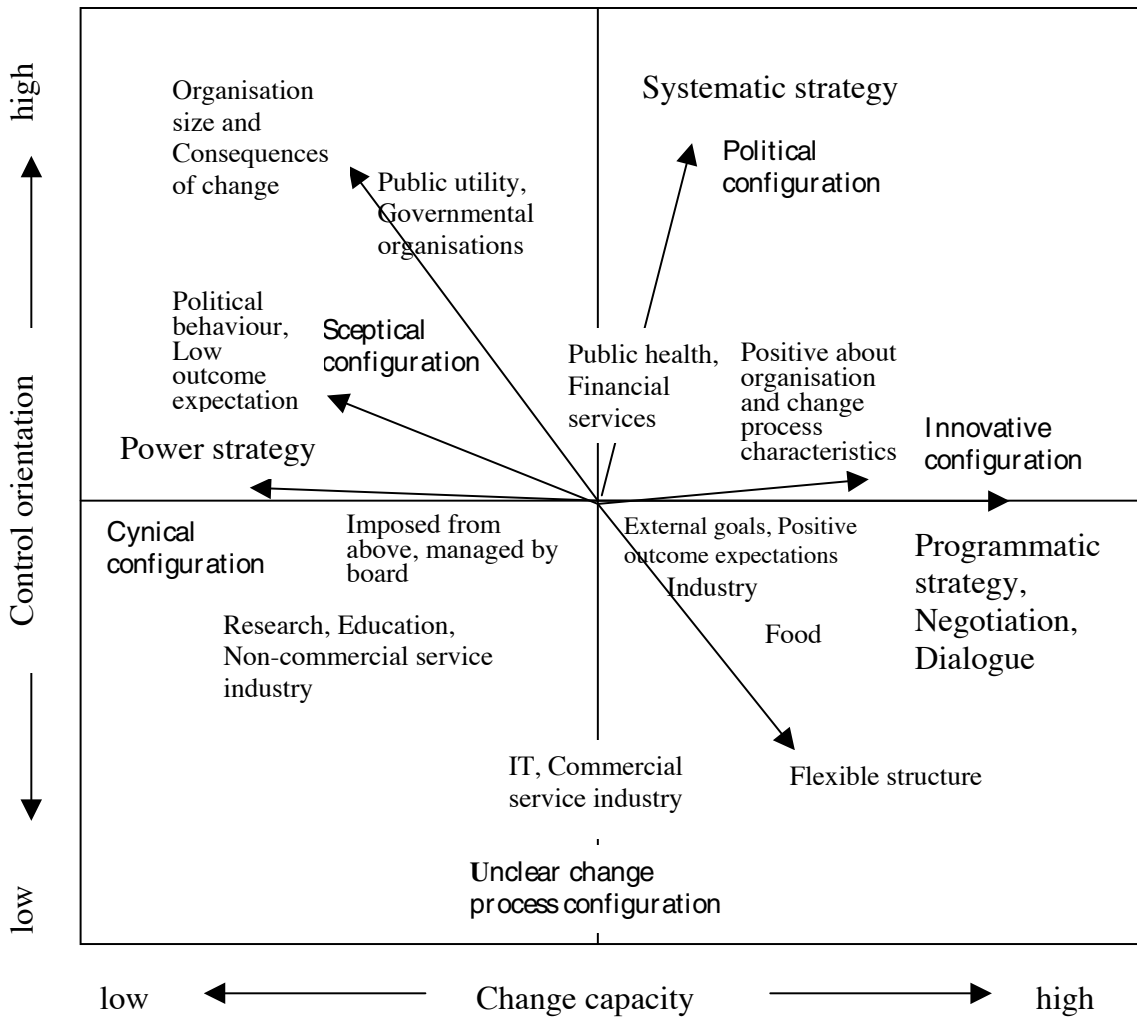 high
Control orientation
low
Organisation
size and
Consequences
of change
Public utility,
Governmental
organisations
Systematic strategy
Political
configuration
Political
behaviour,
Low
outcome
expectation
Sceptical
configuration
Public health,
Financial
services
Positive about
organisation
and change
process
characteristics
Innovative
configuration
Power strategy
Cynical
configuration
Imposed from
above, managed by
board
External goals, Positive
outcome expectations
Industry
Programmatic
strategy,
Negotiation,
Dialogue
Research, Education,
Non-commercial service
industry
Food
IT, Commercial
service industry
Flexible structure
Unclear change
process configuration
low
Change capacity
high